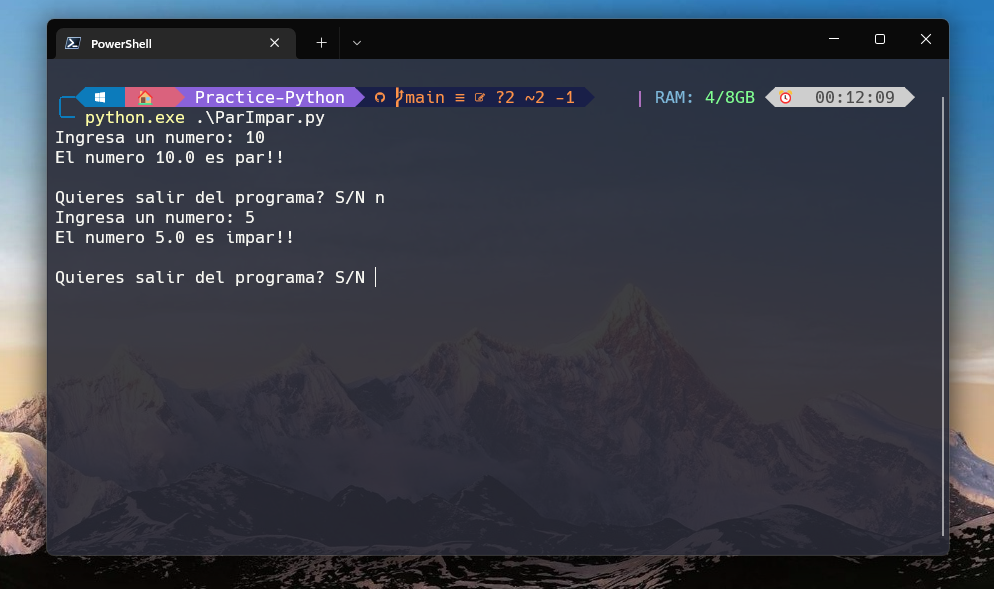 PowerShell
Practice-Python main ≡ ?2 ~2 -1 | RAM: 4/8GB 00:12:09
python.exe .\ParImpar.py
Ingresa un numero: 10
El numero 10.0 es par!!
Quieres salir del programa? S/N n
Ingresa un numero: 5
El numero 5.0 es impar!!
Quieres salir del programa? S/N